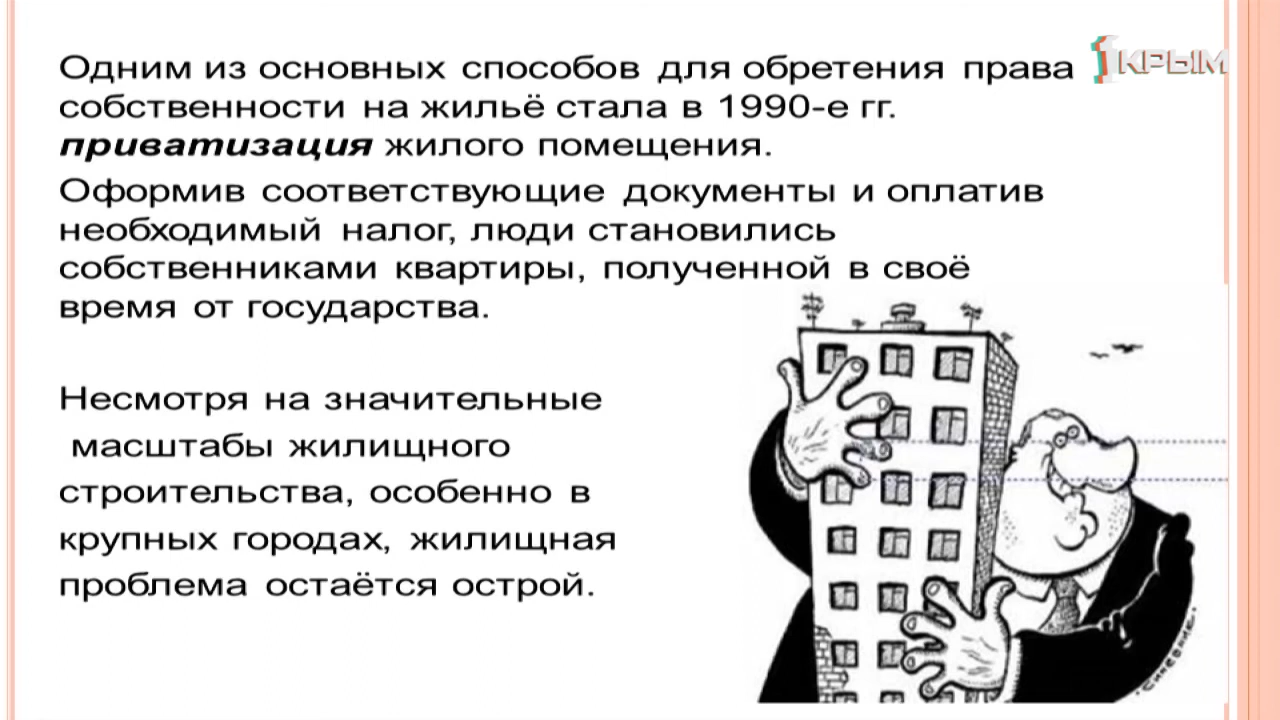 Одним из основных способов для обретения права
собственности на жильё стала в 1990-е гг.
приватизация жилого помещения.
Оформив соответствующие документы и оплатив
необходимый налог, люди становились
собственниками квартиры, полученной в своё
время от государства.
Несмотря на значительные
масштабы жилищного
строительства, особенно в
крупных городах, жилищная
проблема остаётся острой.
1КРЫМ